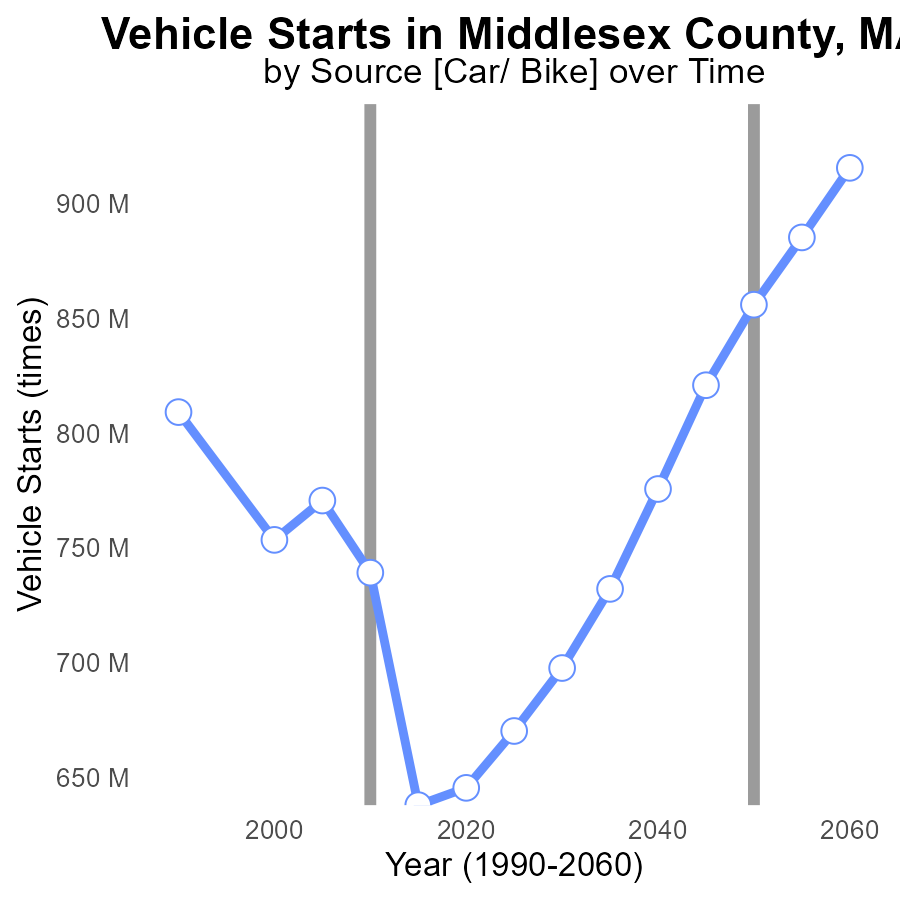 Vehicle Starts in Middlesex County, MA
by Source [Car/ Bike] over Time
Vehicle Starts (times)
900 M
850 M
800 M
750 M
700 M
650 M
2000 2020 2040 2060
Year (1990-2060)